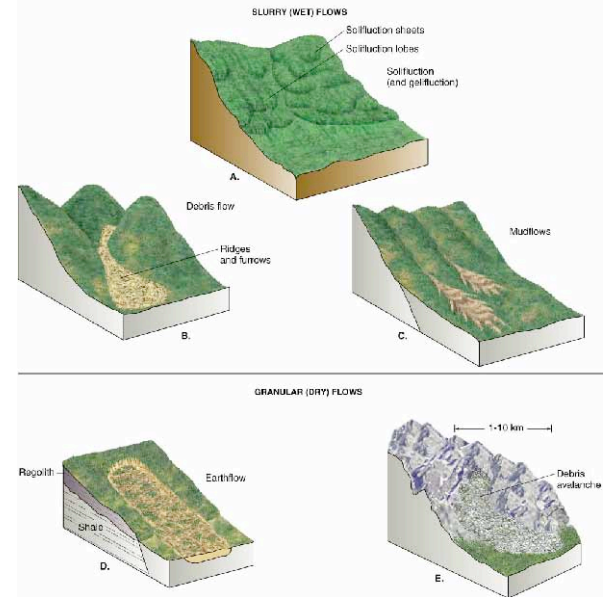 SLURRY (WET) FLOWS
Solifluction sheets
Solifluction lobes
Solifluction
(and gelifluction)
A.
Debris flow
Ridges
and furrows
B.
Mudflows
C.
GRANULAR (DRY) FLOWS
Regolith
Shale
Earthflow
D.
1-10 km
Debris
avalanche
E.